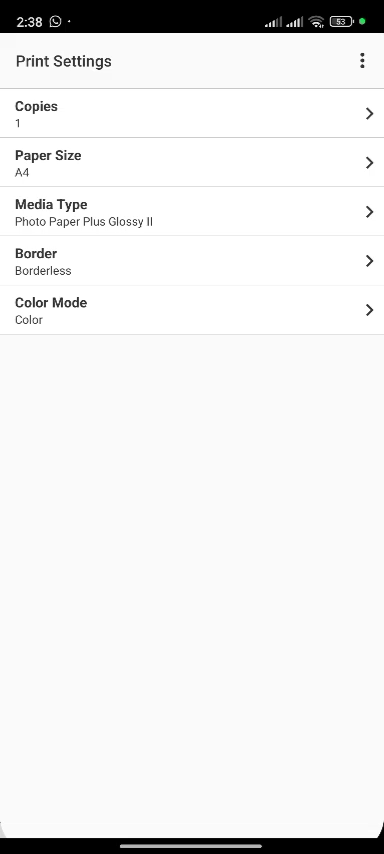 2:38
53
Print Settings
Copies
1
Paper Size
A4
Media Type
Photo Paper Plus Glossy II
Border
Borderless
Color Mode
Color